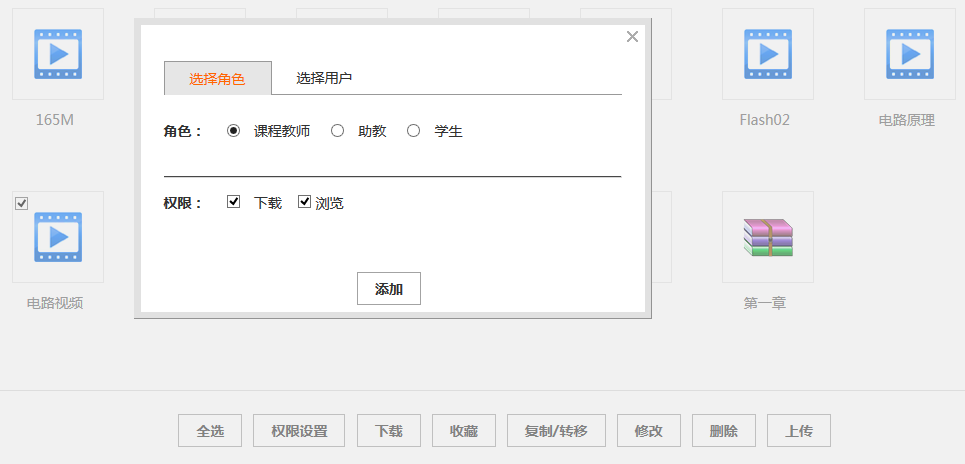 165M
Flash02
电路原理
选择角色 选择用户
角色： 课程教师 助教 学生
权限： 下载 浏览
添加
电路视频
第一章
全选 权限设置 下载 收藏 复制/转移 修改 删除 上传